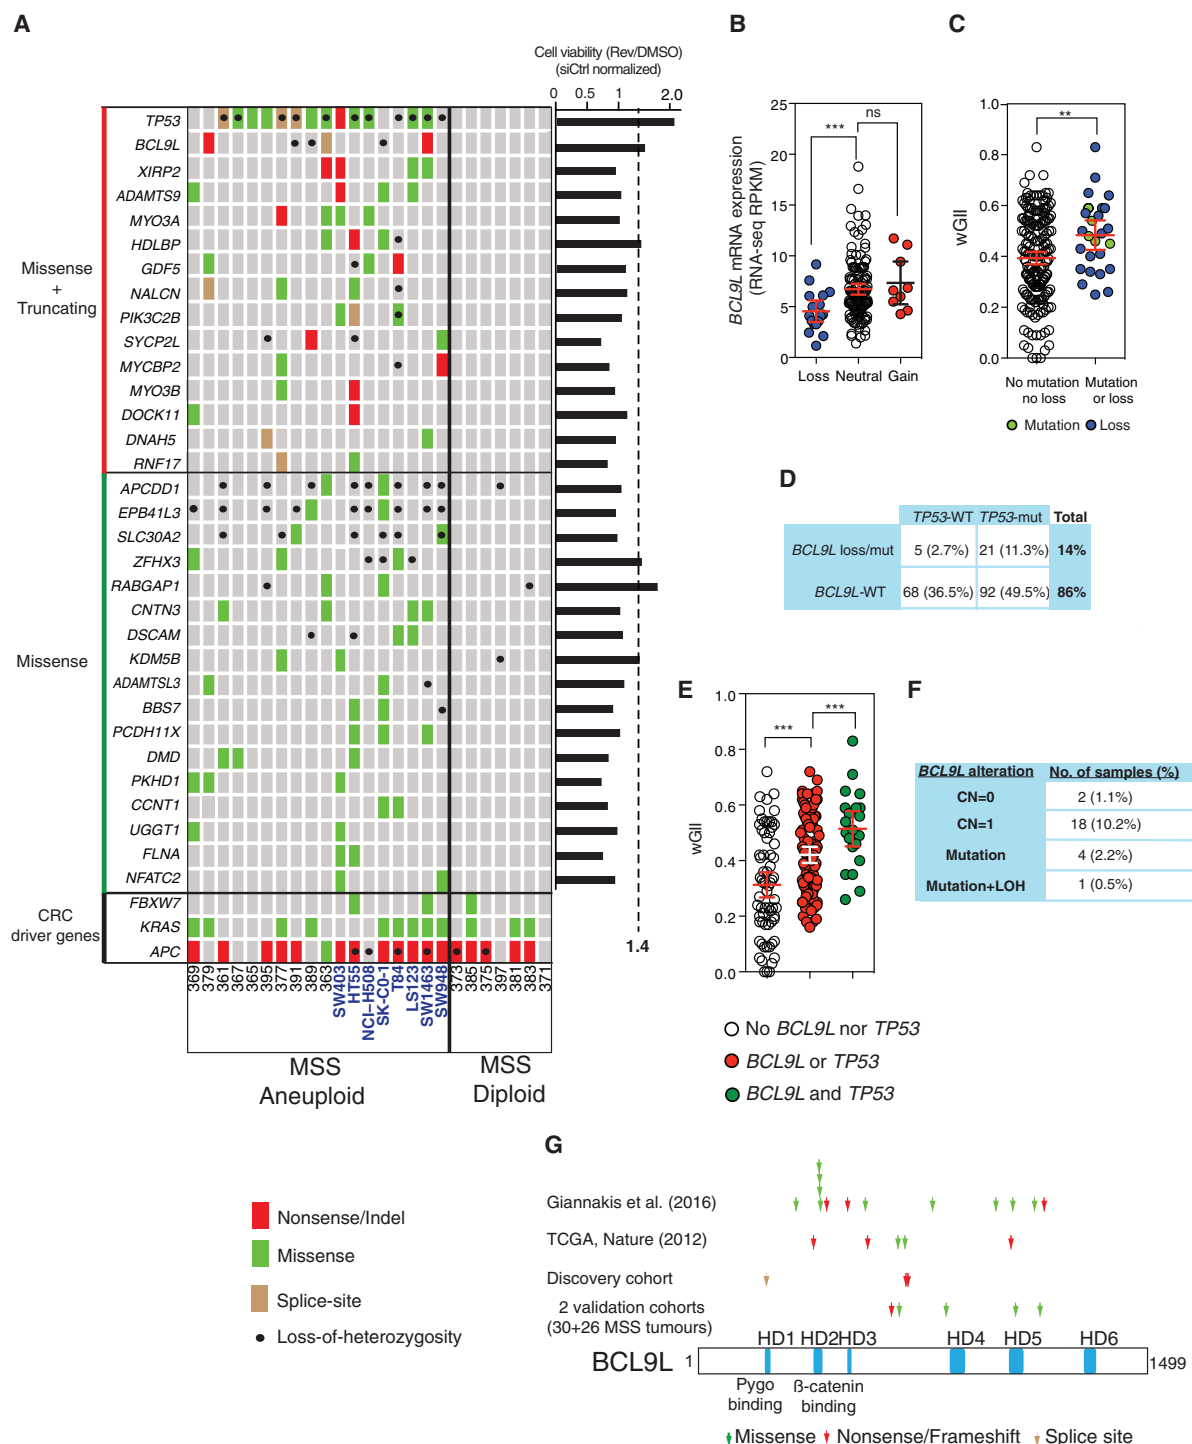 A
Cell viability (Rev/DMSO)
(siCtrl normalized)
0 0.5 1 2.0
Missense
+
Truncating
TP53
BCL9L
XIRP2
ADAMTS9
MYO3A
HDLBP
GDF5
NALCN
PIK3C2B
SYCP2L
MYCBP2
MYO3B
DOCK11
DNAH5
RNF17
Missense
APCDD1
EPB41L3
SLC30A2
ZFHX3
RABGAP1
CNTN3
DSCAM
KDM5B
ADAMTSL3
BBS7
PCDH11X
DMD
PKHD1
CCNT1
UGGT1
FLNA
NFATC2
CRC
driver genes
FBXW7
KRAS
APC
1.4
369 379 361 367 365 395 377 391 389 363 SW403 HT55 NCI–H508 SK-C0-1 T84 LS123 SW1463 SW948 373 385 375 397 381 383 371
MSS
Aneuploid
MSS
Diploid
Nonsense/Indel
Missense
Splice-site
Loss-of-heterozygosity
B
BCL9L mRNA expression
(RNA-seq RPKM)
25
20
15
10
5
0
***
ns
Loss Neutral Gain
C
wGII
1.0
0.8
0.6
0.4
0.2
0.0
**
No mutation
no loss
Mutation
or loss
Mutation Loss
D
TP53-WT TP53-mut Total
BCL9L loss/mut 5 (2.7%) 21 (11.3%) 14%
BCL9L-WT 68 (36.5%) 92 (49.5%) 86%
E
wGII
1.0
0.8
0.6
0.4
0.2
0.0
***
***
No BCL9L nor TP53
BCL9L or TP53
BCL9L and TP53
F
BCL9L alteration No. of samples (%)
CN=0 2 (1.1%)
CN=1 18 (10.2%)
Mutation 4 (2.2%)
Mutation+LOH 1 (0.5%)
G
Giannakis et al. (2016)
TCGA, Nature (2012)
Discovery cohort
2 validation cohorts
(30+26 MSS tumours)
HD1 HD2 HD3 HD4 HD5 HD6
BCL9L 1 1499
Pygo
binding
ß-catenin
binding
Missense Nonsense/Frameshift Splice site